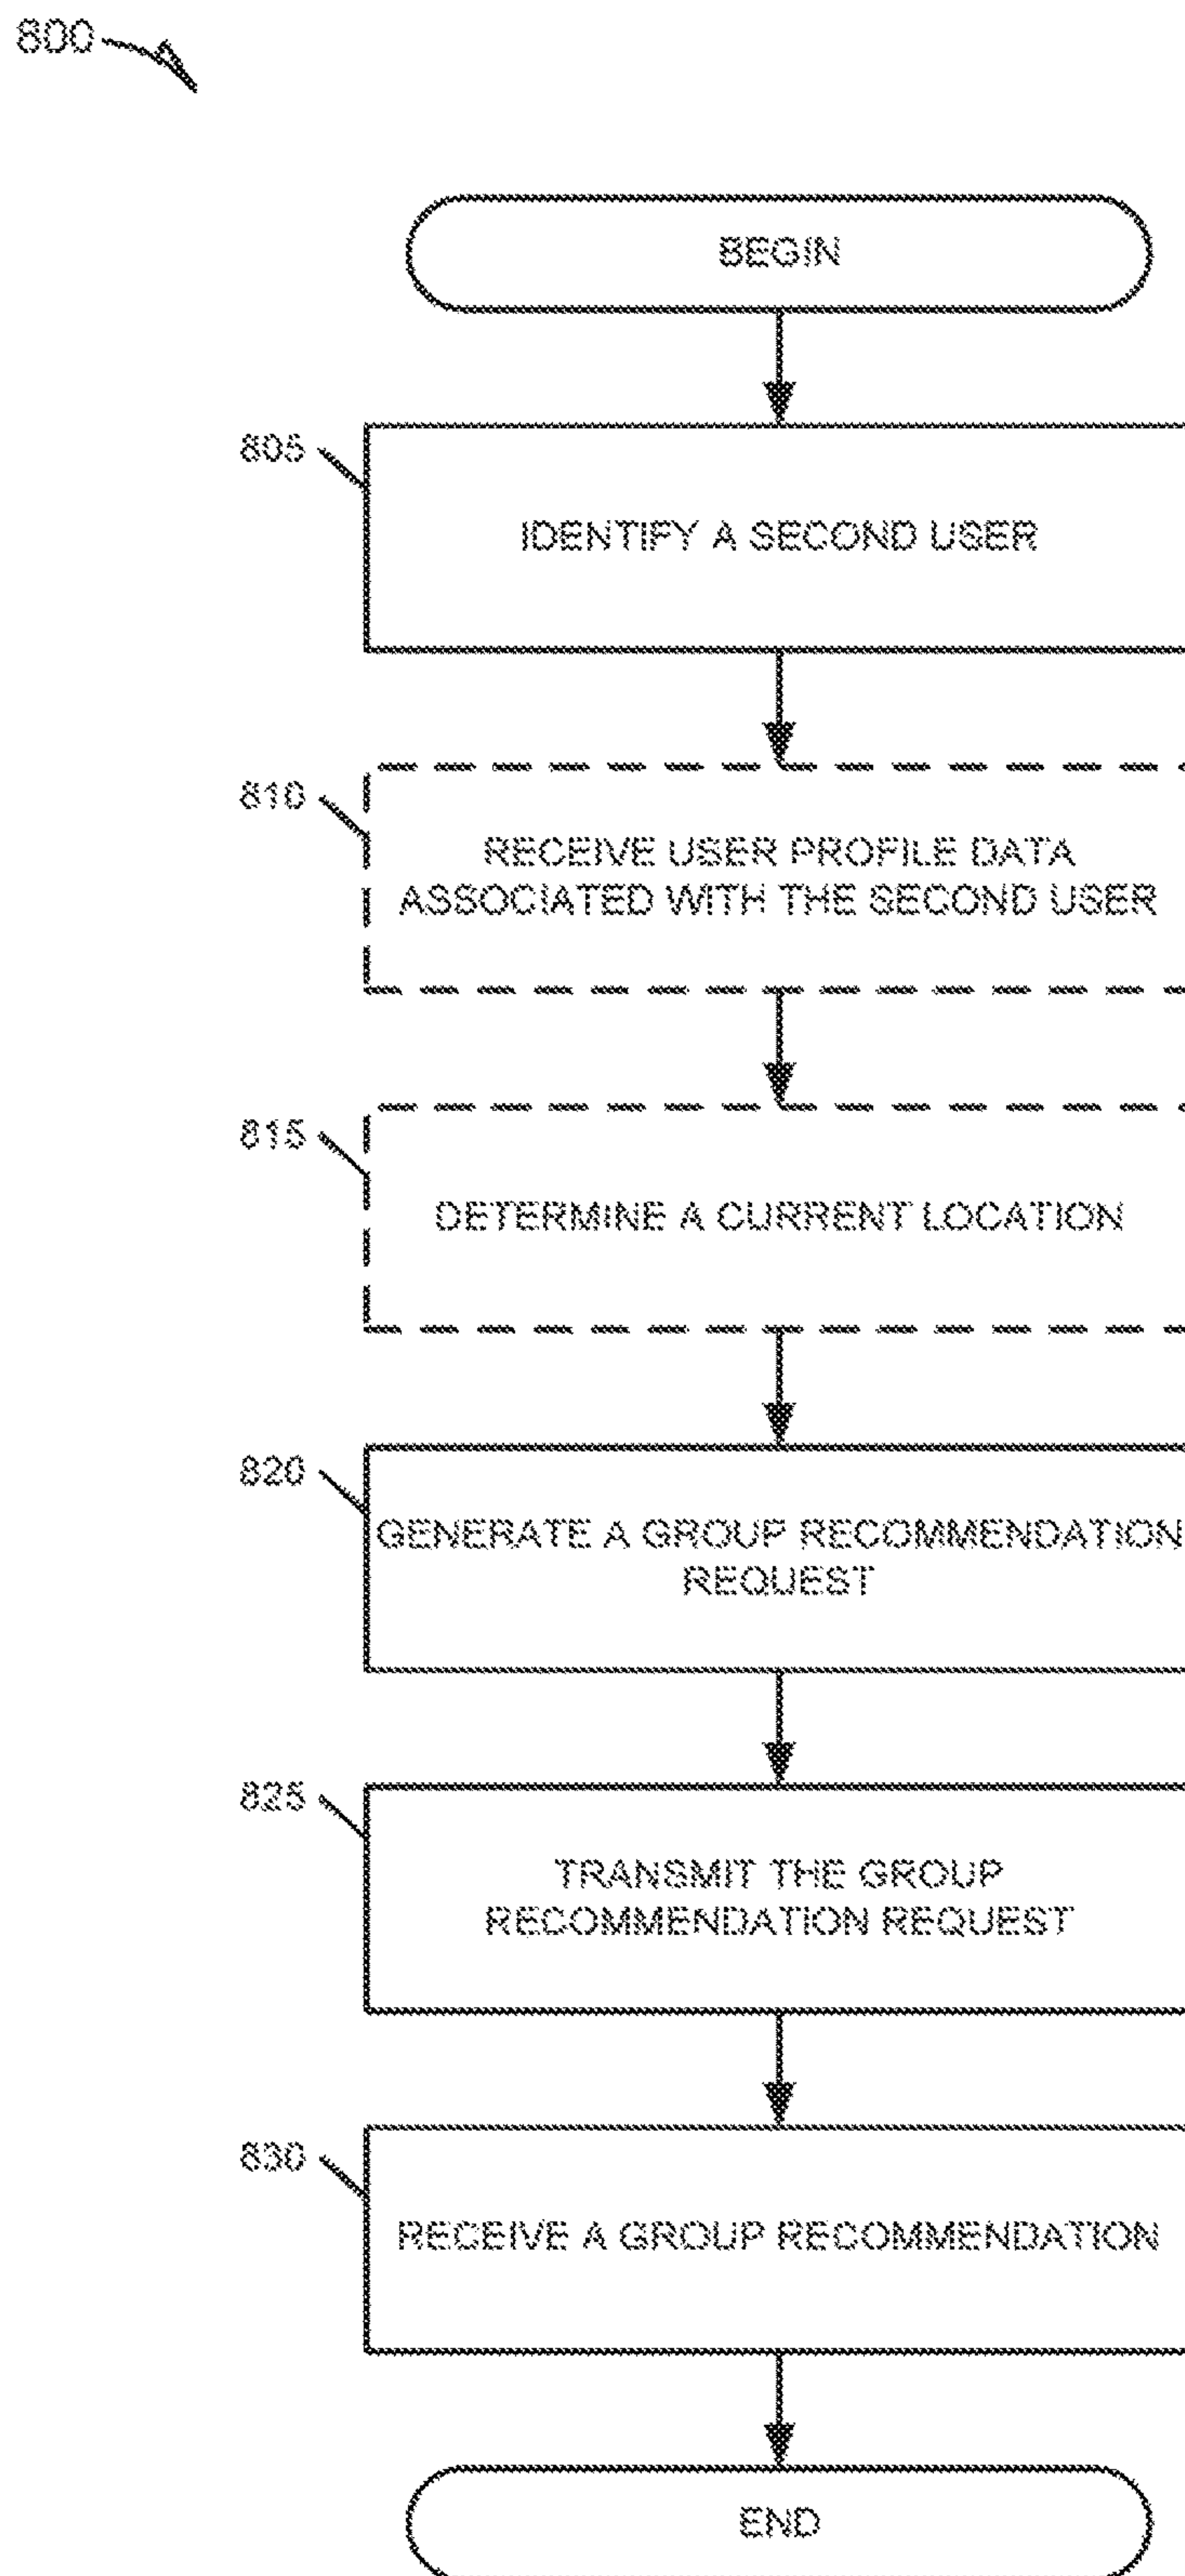 800
BEGIN
805
IDENTIFY A SECOND USER
810
RECEIVE USER PROFILE DATA
ASSOCIATED WITH THE SECOND USER
815
DETERMINE A CURRENT LOCATION
820
GENERATE A GROUP RECOMMENDATION
REQUEST
825
TRANSMIT THE GROUP
RECOMMENDATION REQUEST
830
RECEIVE A GROUP RECOMMENDATION
END